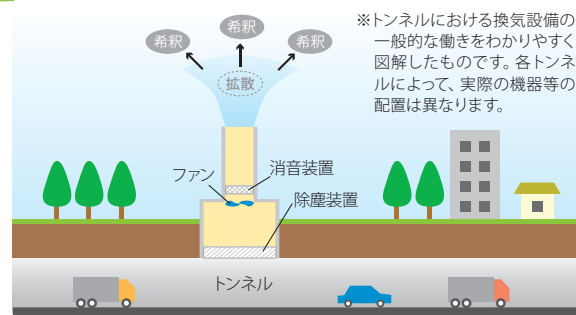 ※トンネルにおける換気設備の
一般的な働きをわかりやすく
図解したものです。各トンネ
ルによって、実際の機器等の
配置は異なります。
希釈
希釈
希釈
拡散
ファン
消音装置
除塵装置
トンネル